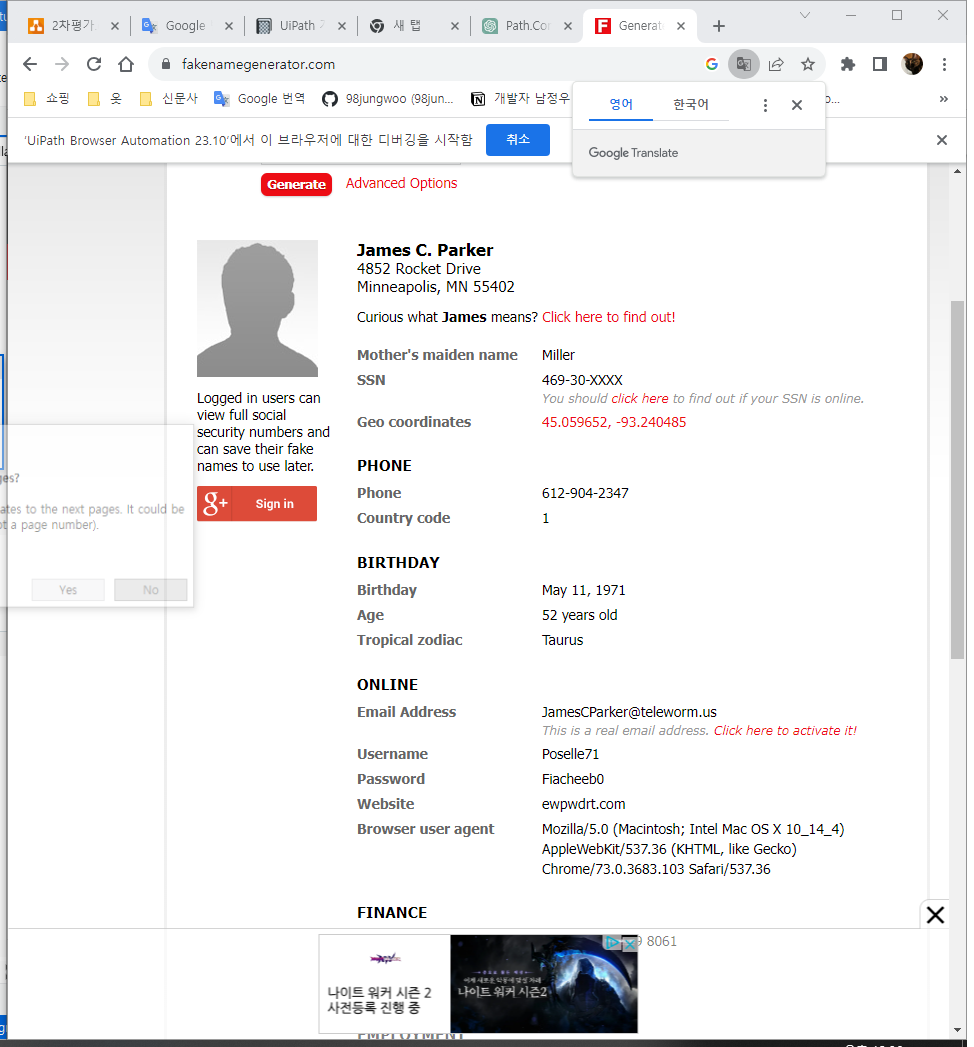 2차평가
Google
UiPath
새 탭
Path.Cor
Generat
fakenamegenerator.com
쇼핑
옷
신문사
Google 번역
98jungwoo (98jun...
개발자 남정우
영어
한국어
Google Translate
'UiPath Browser Automation 23.10'에서 이 브라우저에 대한 디버깅을 시작함
취소
Generate
Advanced Options
James C. Parker
4852 Rocket Drive
Minneapolis, MN 55402
Curious what James means? Click here to find out!
Mother's maiden name Miller
SSN 469-30-XXXX
You should click here to find out if your SSN is online.
Geo coordinates 45.059652, -93.240485
Logged in users can
view full social
security numbers and
can save their fake
names to use later.
g+ Sign in
ges?
ates to the next pages. It could be
ot a page number).
Yes
No
PHONE
Phone 612-904-2347
Country code 1
BIRTHDAY
Birthday May 11, 1971
Age 52 years old
Tropical zodiac Taurus
ONLINE
Email Address JamesCParker@teleworm.us
This is a real email address. Click here to activate it!
Username Poselle71
Password Fiacheeb0
Website ewpwdrt.com
Browser user agent Mozilla/5.0 (Macintosh; Intel Mac OS X 10_14_4)
AppleWebKit/537.36 (KHTML, like Gecko)
Chrome/73.0.3683.103 Safari/537.36
FINANCE
9 8061
나이트 워커 시즌 2
사전등록 진행 중
나이트 워커 시즌2
EMPLOYMENT